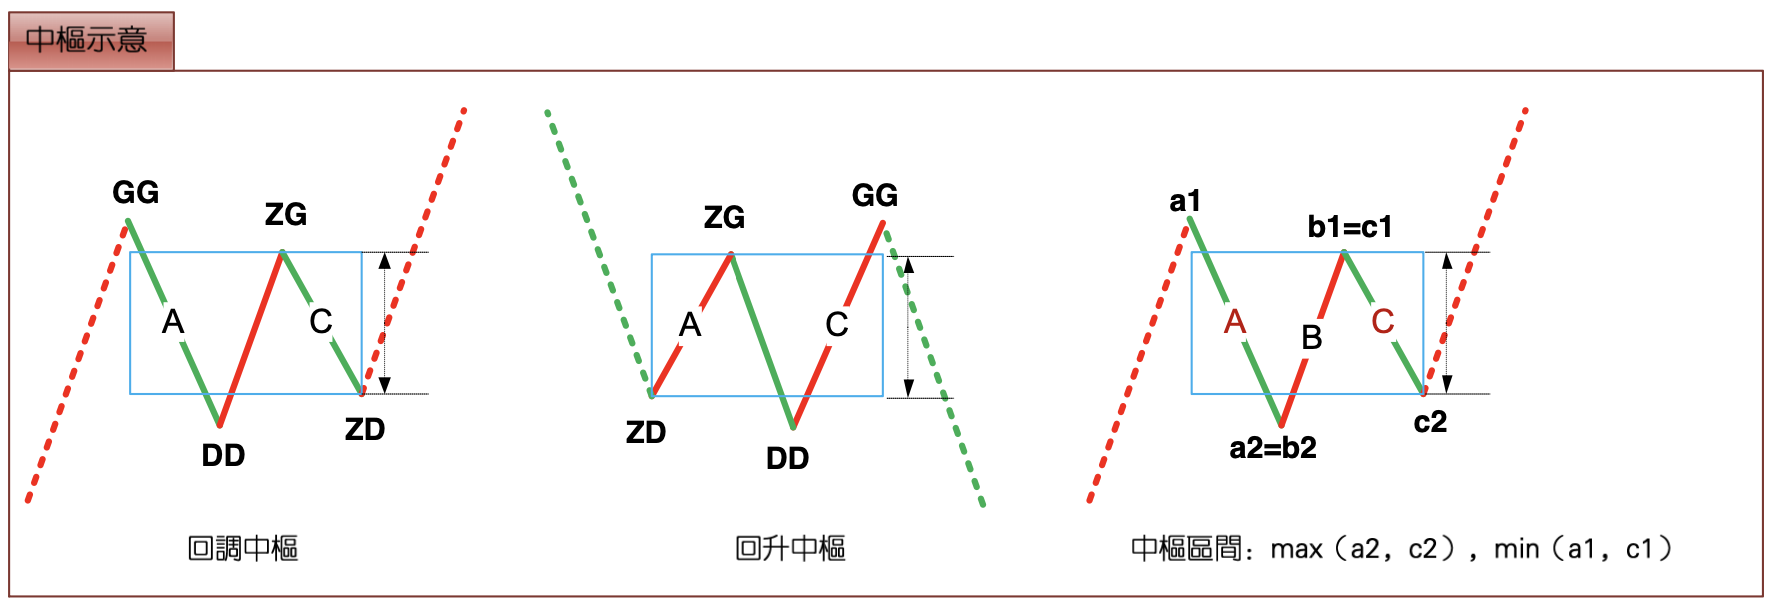 中樞示意
GG
ZG
A
C
DD
ZD
回調中樞
ZG
GG
A
C
ZD
DD
回升中樞
a1
b1=c1
A
B
C
a2=b2
c2
中樞區間：max（a2，c2），min（a1，c1）